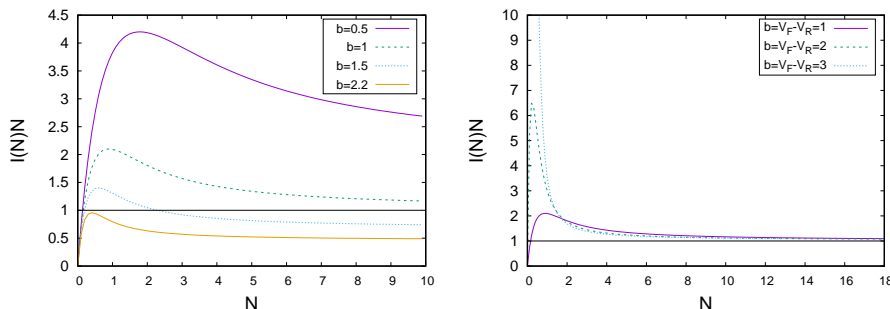 4.5
4
3.5
3
2.5
2
1.5
1
0.5
0
I(N)N
b=0.5
b=1
b=1.5
b=2.2
0 1 2 3 4 5 6 7 8 9 10
N
10
9
8
7
6
5
4
3
2
1
0
I(N)N
b=V_F-V_R=1
b=V_F-V_R=2
b=V_F-V_R=3
0 2 4 6 8 10 12 14 16 18
N